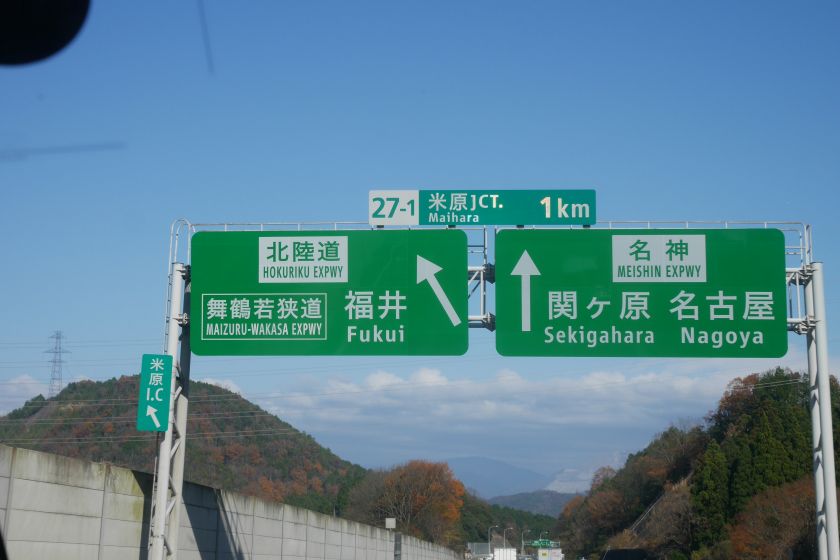 27-1 米原JCT. 1km
Maihara
北陸道
HOKURIKU EXPWY
舞鶴若狭道 福井
MAIZURU-WAKASA EXPWY Fukui
名神
MEISHIN EXPWY
関ヶ原 名古屋
Sekigahara Nagoya
米原
I.C